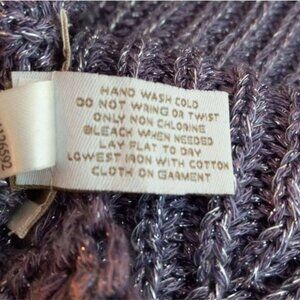 HAND WASH COLD
DO NOT WRING OR TWIST
ONLY NON CHLORINE
BLEACH WHEN NEEDED
LAY FLAT TO DRY
LOWEST IRON WITH COTTON
CLOTH ON GARMENT